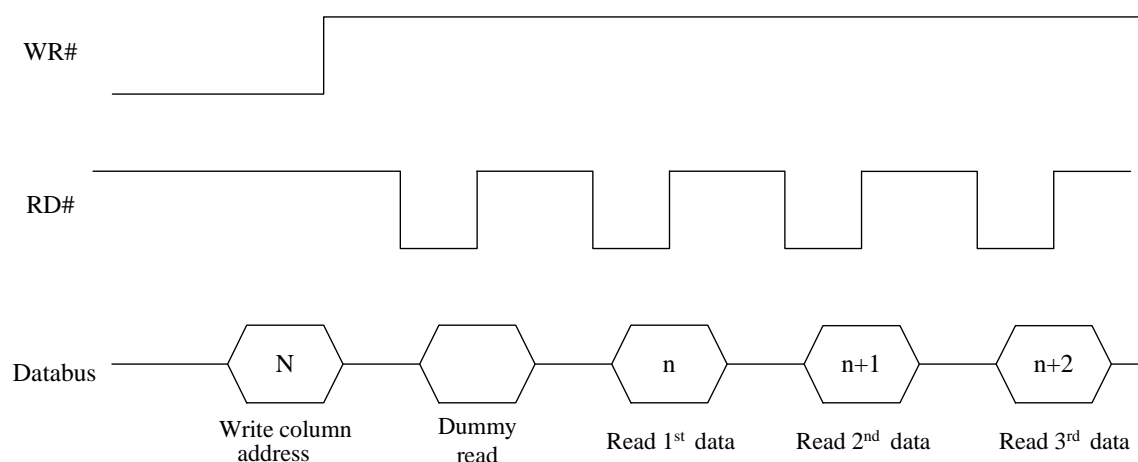 WR#
RD#
Databus
N
n
n+1
n+2
Write column
address
Dummy
read
Read 1st data
Read 2nd data
Read 3rd data